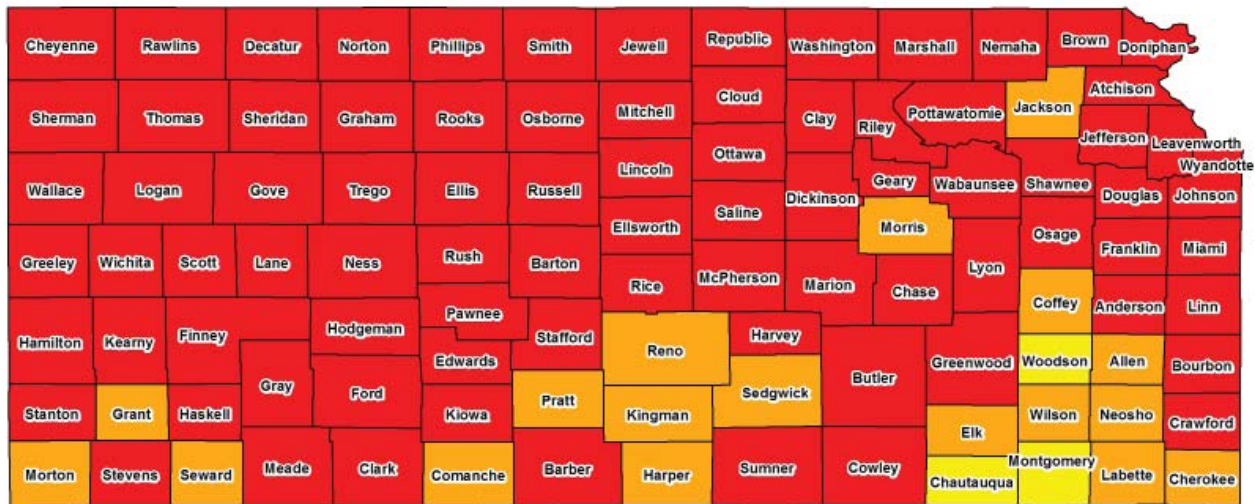 Cheyenne Rawlins Decatur Norton Phillips Smith Jewell Republic Washington Marshall Nemaha Brown Doniphan
Sherman Thomas Sheridan Graham Rooks Osborne Mitchell Cloud Clay Riley Pottawatomie Jackson Atchison
Jefferson Leavenworth
Wyandotte
Lincoln Ottawa
Wallace Logan Gove Trego Ellis Russell Dickinson Geary Wabaunsee Shawnee Douglas Johnson
Ellsworth Saline Morris Osage
Greeley Wichita Scott Lane Ness Rush Barton Franklin Miami
Rice McPherson Marion Chase Lyon
Coffey Anderson Linn
Hamilton Kearny Finney Hodgeman Pawnee Stafford Harvey
Edwards Reno Greenwood Woodson Allen Bourbon
Gray Ford Butler
Stanton Grant Haskell Kiowa Pratt Kingman Sedgwick Wilson Neosho Crawford
Elk
Morton Stevens Seward Meade Clark Comanche Barber Harper Sumner Cowley Montgomery Labette Cherokee
Chautauqua